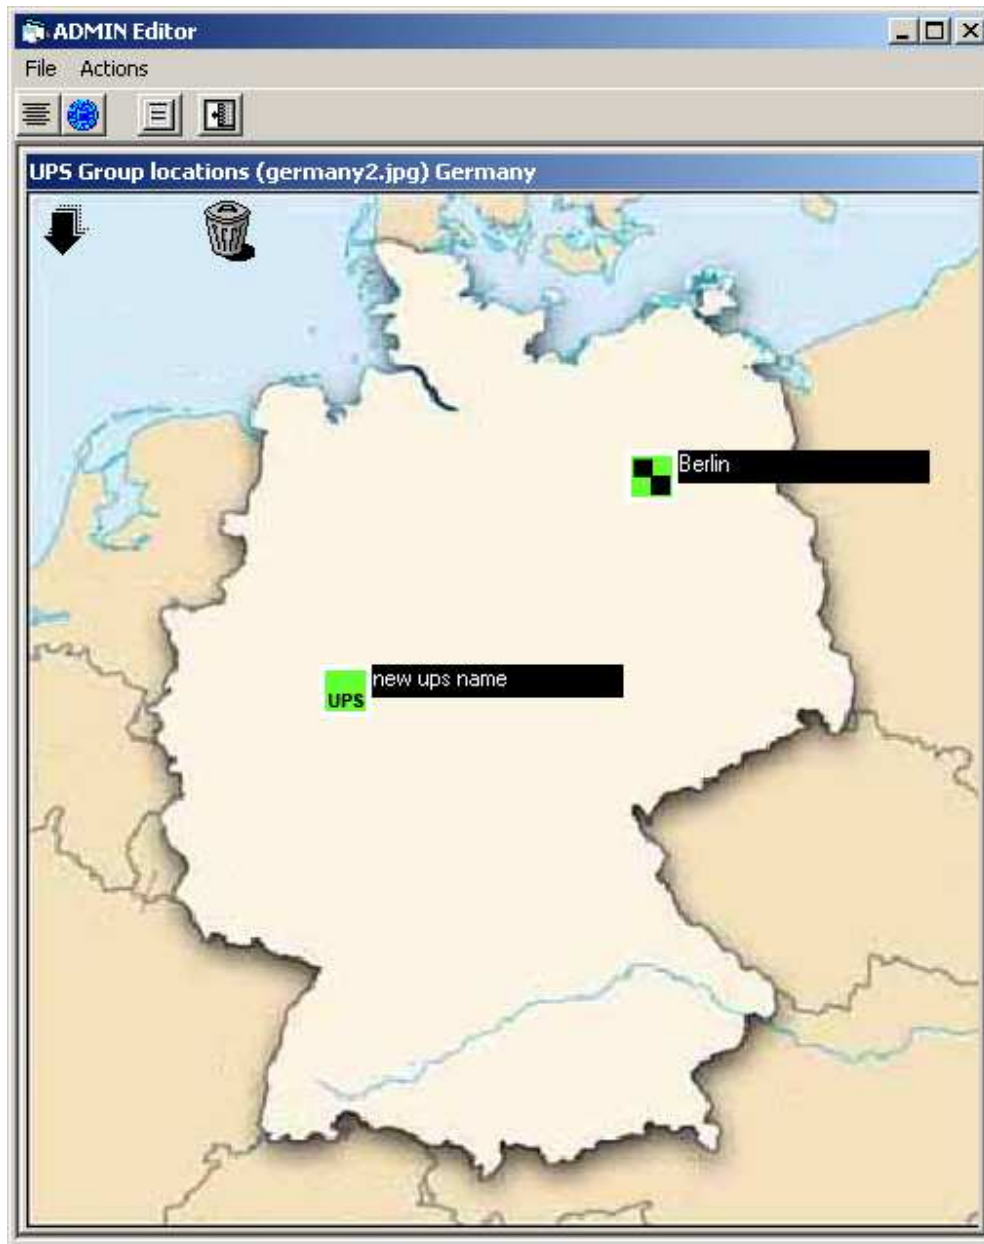 ADMIN Editor
File Actions
UPS Group locations (germany2.jpg) Germany
Berlin
new ups name
UPS